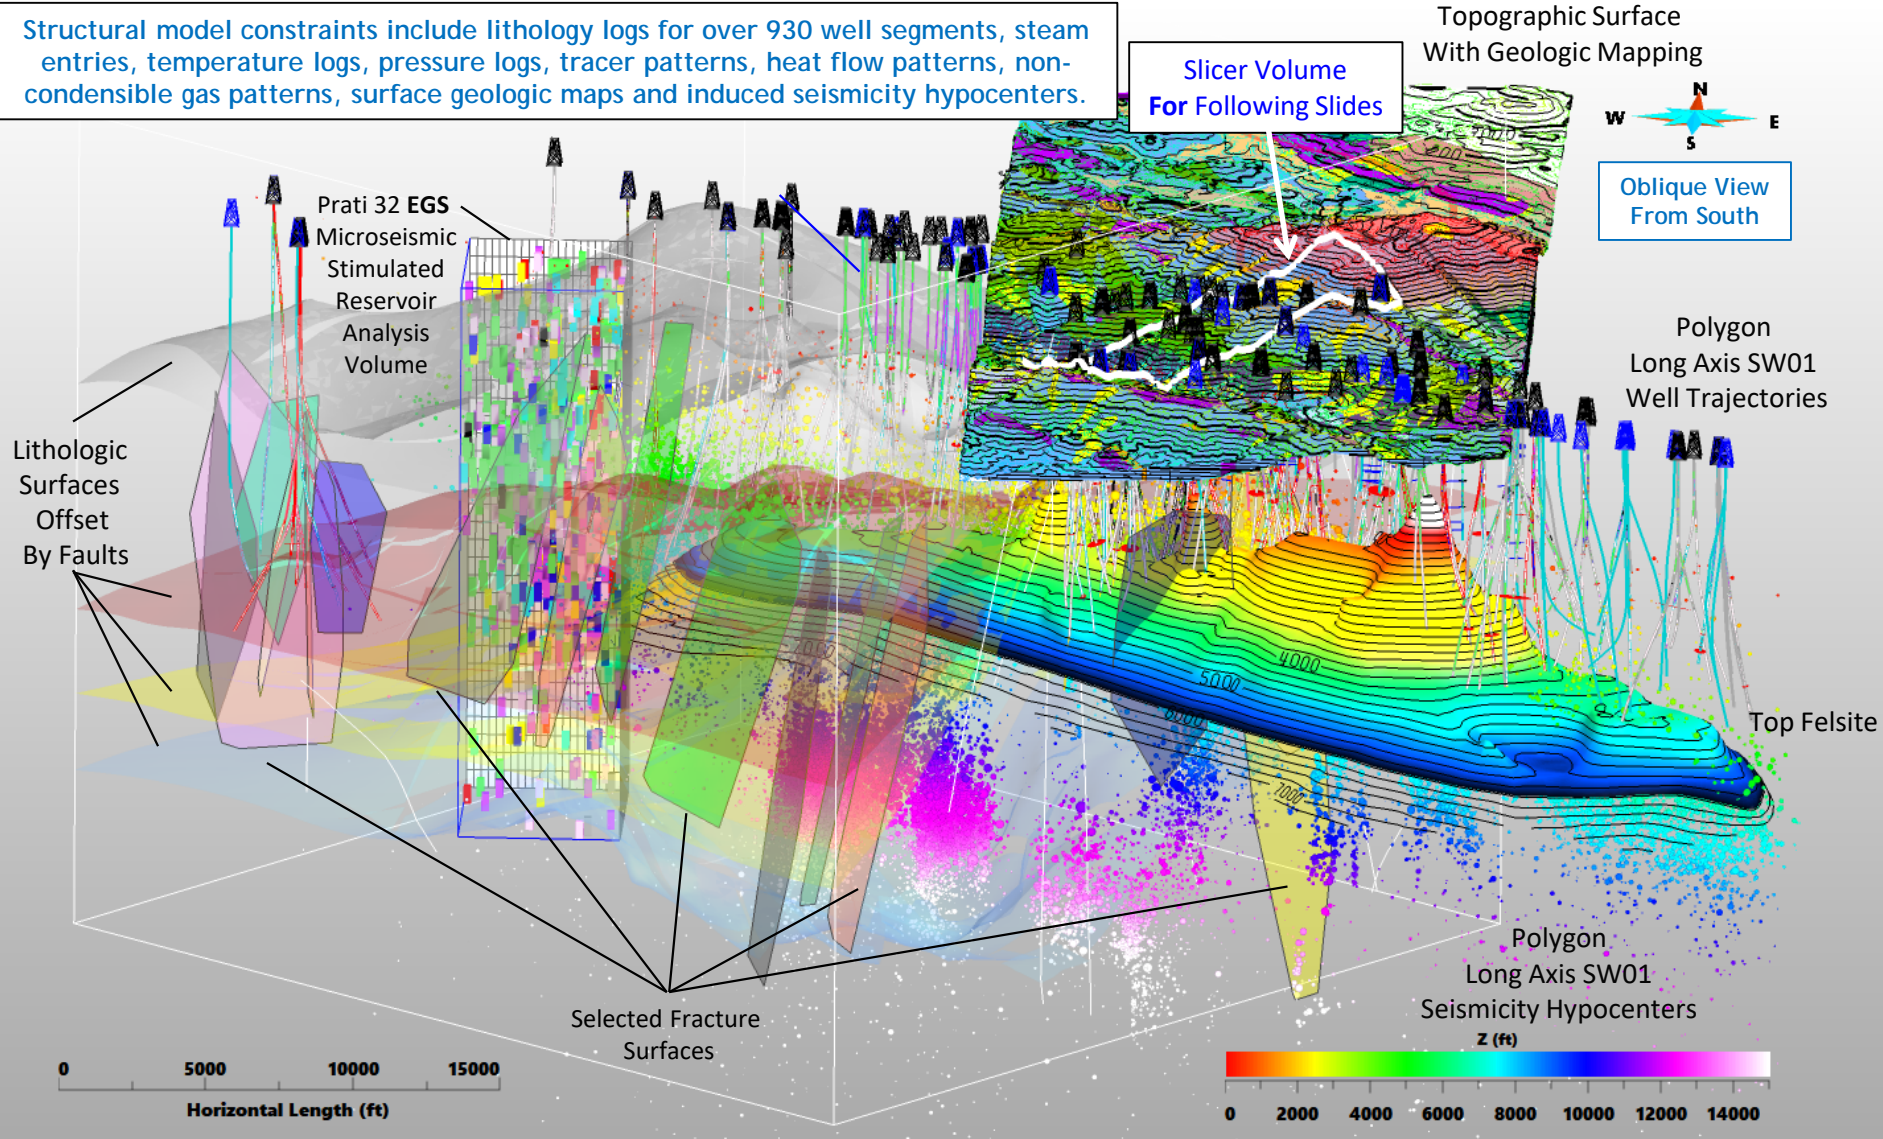 Structural model constraints include lithology logs for over 930 well segments, steam
entries, temperature logs, pressure logs, tracer patterns, heat flow patterns, non-
condensible gas patterns, surface geologic maps and induced seismicity hypocenters.
Topographic Surface
With Geologic Mapping
Slicer Volume
For Following Slides
N
W
E
S
Oblique View
From South
Prati 32 EGS
Microseismic
Stimulated
Reservoir
Analysis
Volume
Polygon
Long Axis SW01
Well Trajectories
Lithologic
Surfaces
Offset
By Faults
4000
5000
6000
7000
Top Felsite
Polygon
Long Axis SW01
Seismicity Hypocenters
Selected Fracture
Surfaces
0 5000 10000 15000
Horizontal Length (ft)
Z (ft)
0 2000 4000 6000 8000 10000 12000 14000